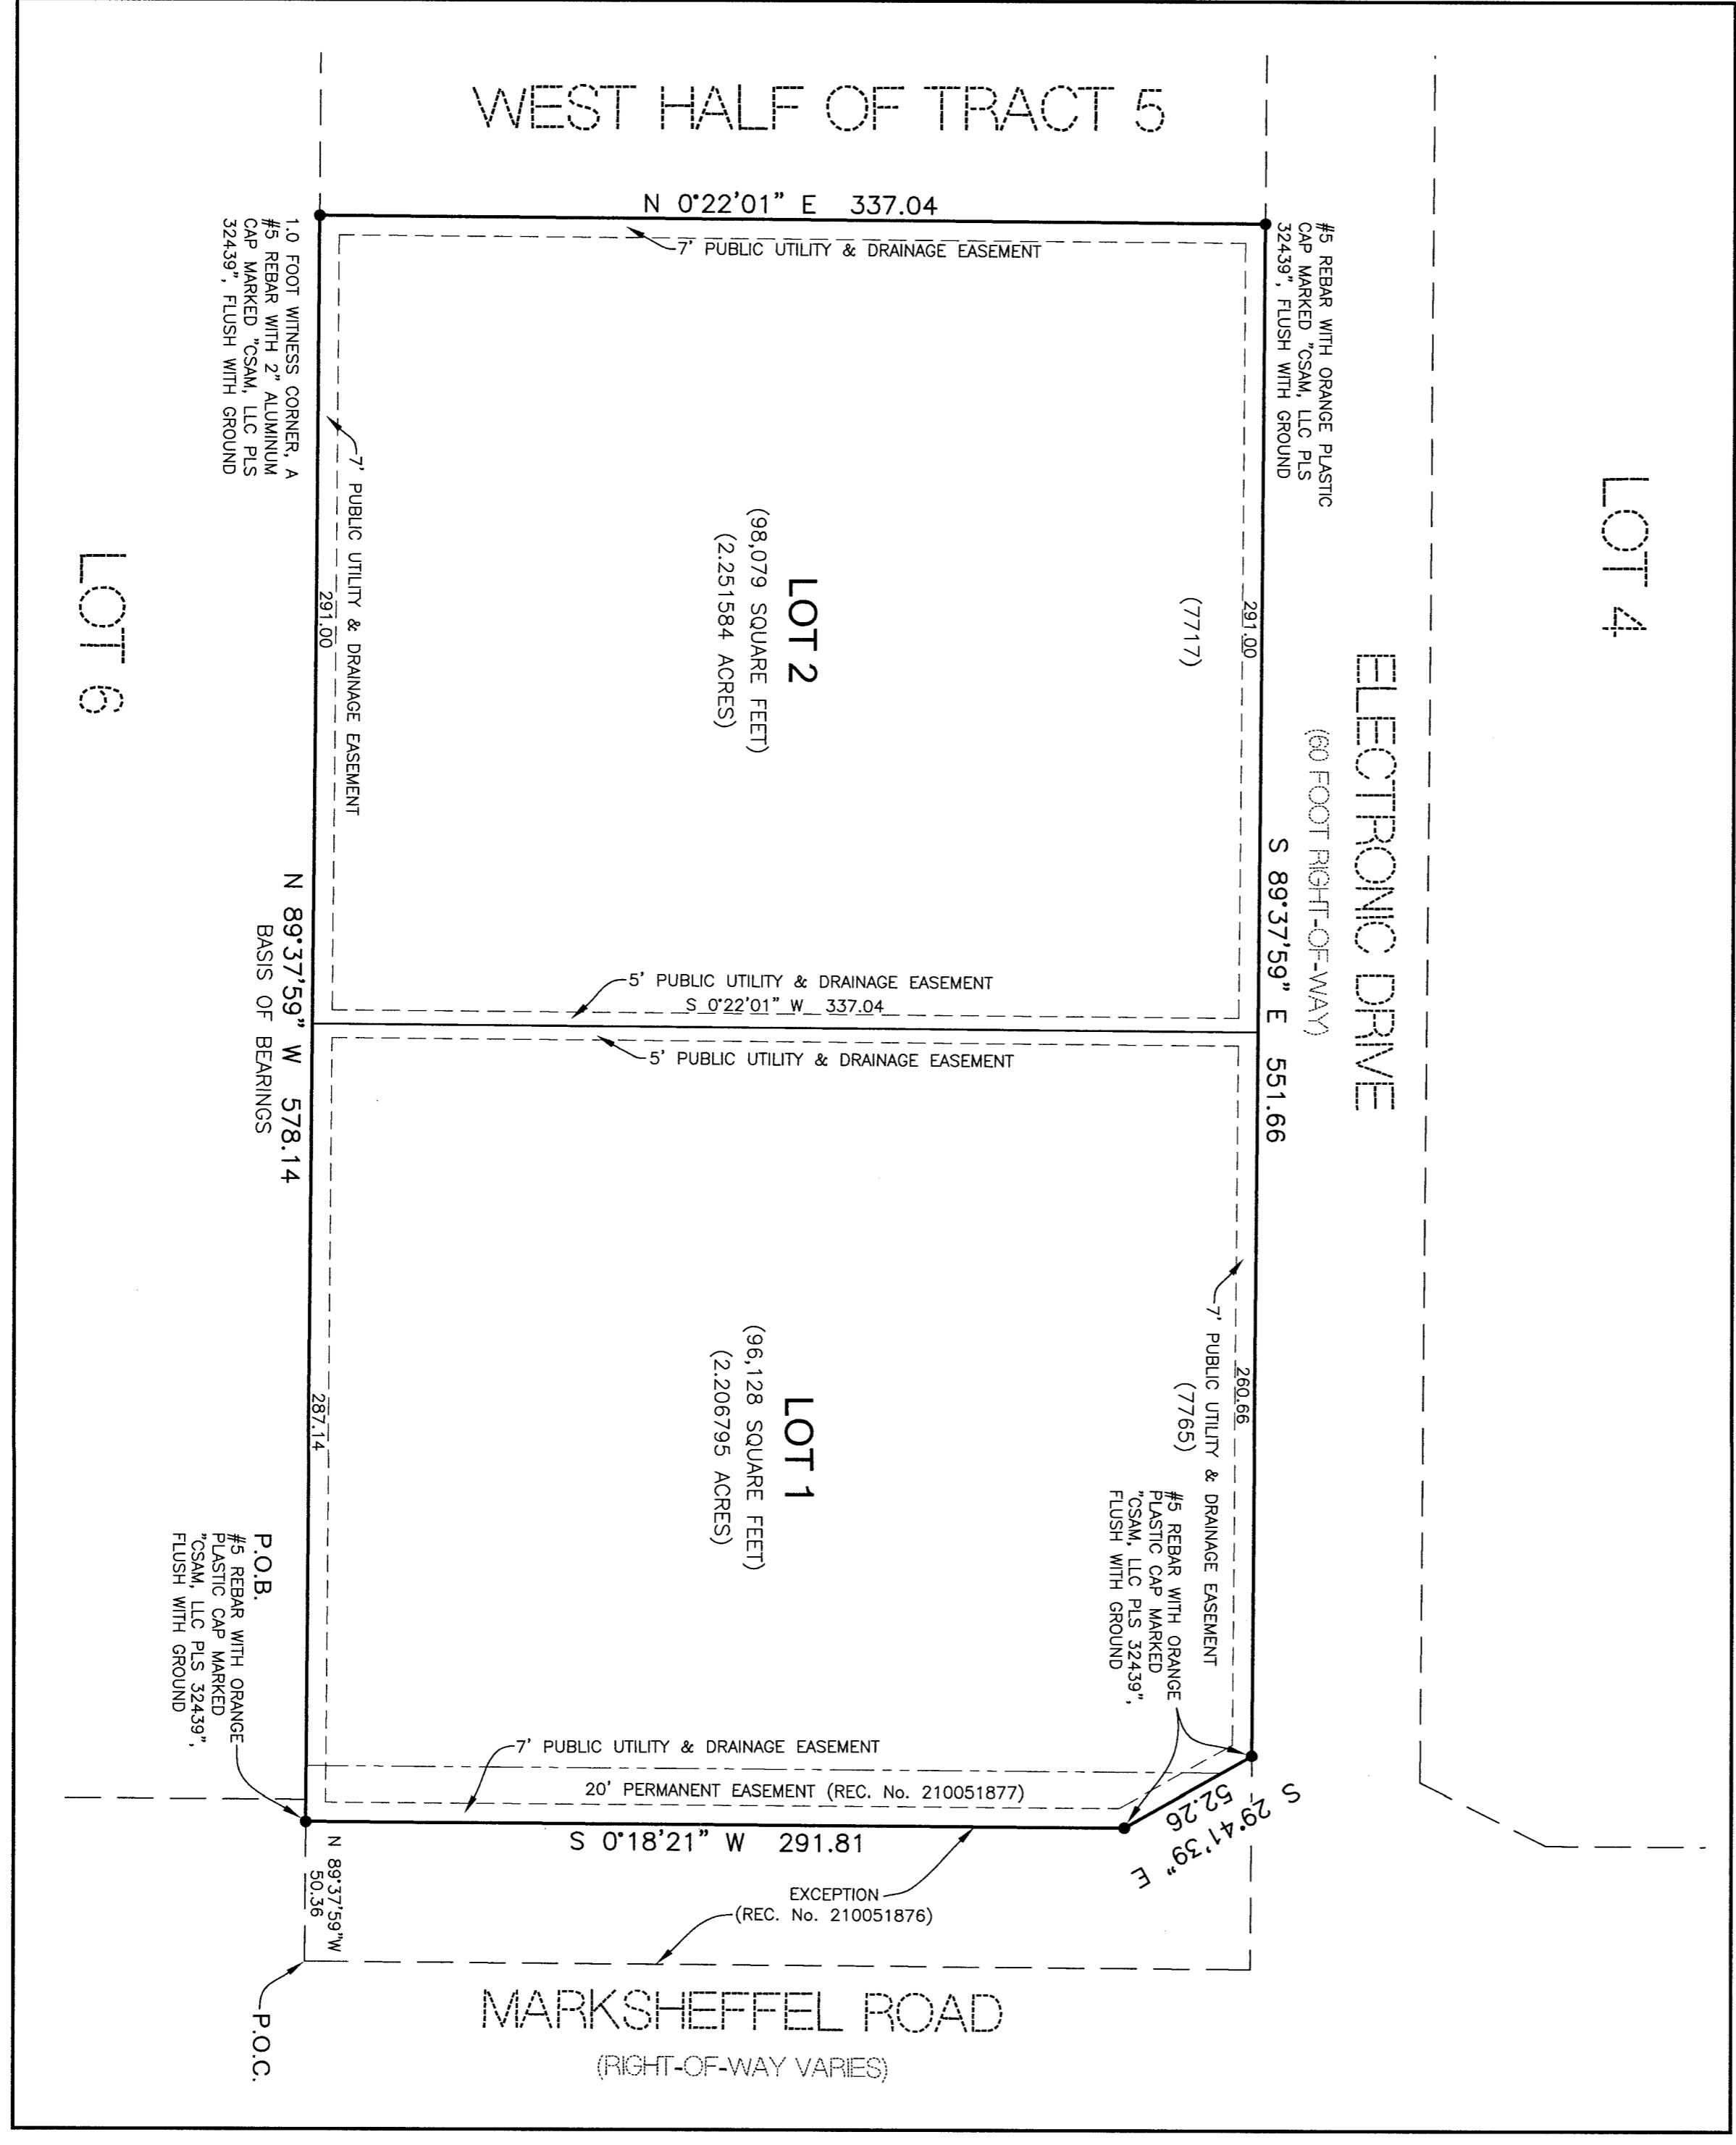 WEST HALF OF TRACT 5
N 0°22'01" E 337.04
7' PUBLIC UTILITY & DRAINAGE EASEMENT
#5 REBAR WITH ORANGE PLASTIC
CAP MARKED "CSAM, LLC PLS
32439", FLUSH WITH GROUND
1.0 FOOT WITNESS CORNER, A
#5 REBAR WITH 2" ALUMINUM
CAP MARKED "CSAM, LLC PLS
32439", FLUSH WITH GROUND
LOT 4
ELECTRONIC DRIVE
(60 FOOT RIGHT-OF-WAY)
S 89°37'59" E 551.66
291.00
(7717)
LOT 2
(98,079 SQUARE FEET)
(2.251584 ACRES)
7' PUBLIC UTILITY & DRAINAGE EASEMENT
291.00
LOT 6
N 89°37'59" W 578.14
BASIS OF BEARINGS
5' PUBLIC UTILITY & DRAINAGE EASEMENT
S 0°22'01" W 337.04
5' PUBLIC UTILITY & DRAINAGE EASEMENT
260.66
7' PUBLIC UTILITY & DRAINAGE EASEMENT
(7765)
#5 REBAR WITH ORANGE
PLASTIC CAP MARKED
"CSAM, LLC PLS 32439",
FLUSH WITH GROUND
LOT 1
(96,128 SQUARE FEET)
(2.206795 ACRES)
287.14
P.O.B.
#5 REBAR WITH ORANGE
PLASTIC CAP MARKED
"CSAM, LLC PLS 32439",
FLUSH WITH GROUND
7' PUBLIC UTILITY & DRAINAGE EASEMENT
20' PERMANENT EASEMENT (REC. No. 210051877)
S 29°41'39" E
52.26
S 0°18'21" W 291.81
N 89°37'59"W
50.36
EXCEPTION
(REC. No. 210051876)
MARKSHEFFEL ROAD
(RIGHT-OF-WAY VARIES)
P.O.C.